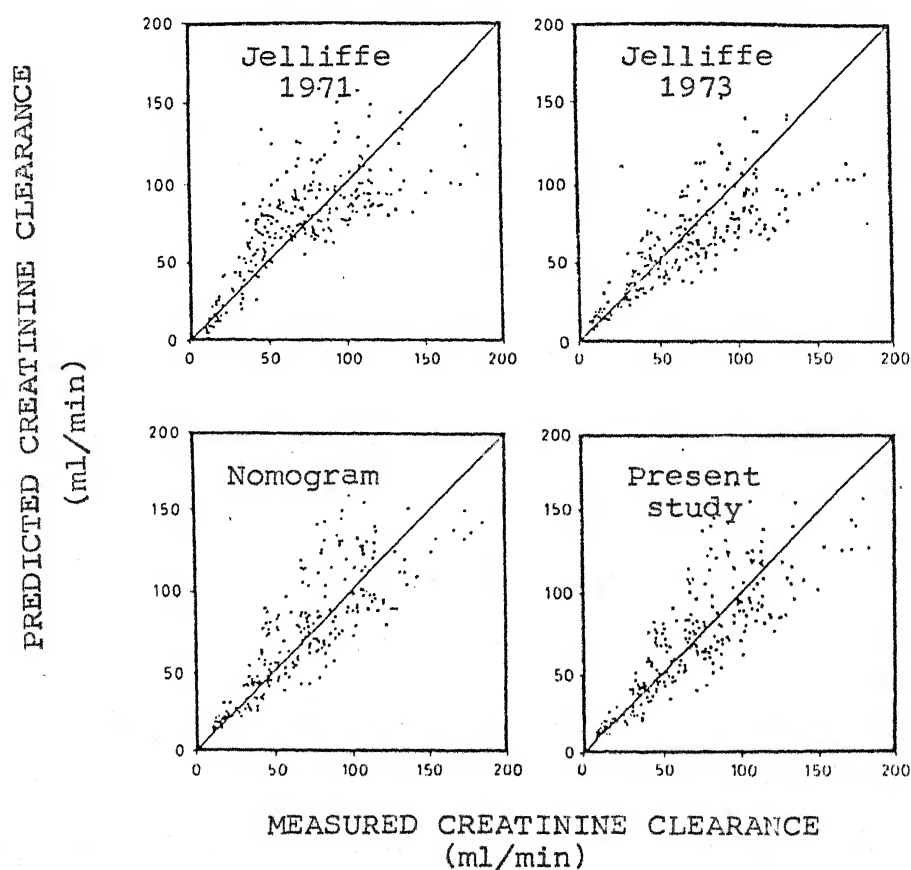 PREDICTED CREATININE CLEARANCE
(ml/min)
200
150
100
50
0
Jelliffe
1971
0 50 100 150 200
200
150
100
50
0
Jelliffe
1973
0 50 100 150 200
200
150
100
50
0
Nomogram
0 50 100 150 200
200
150
100
50
0
Present
study
0 50 100 150 200
MEASURED CREATININE CLEARANCE
(ml/min)